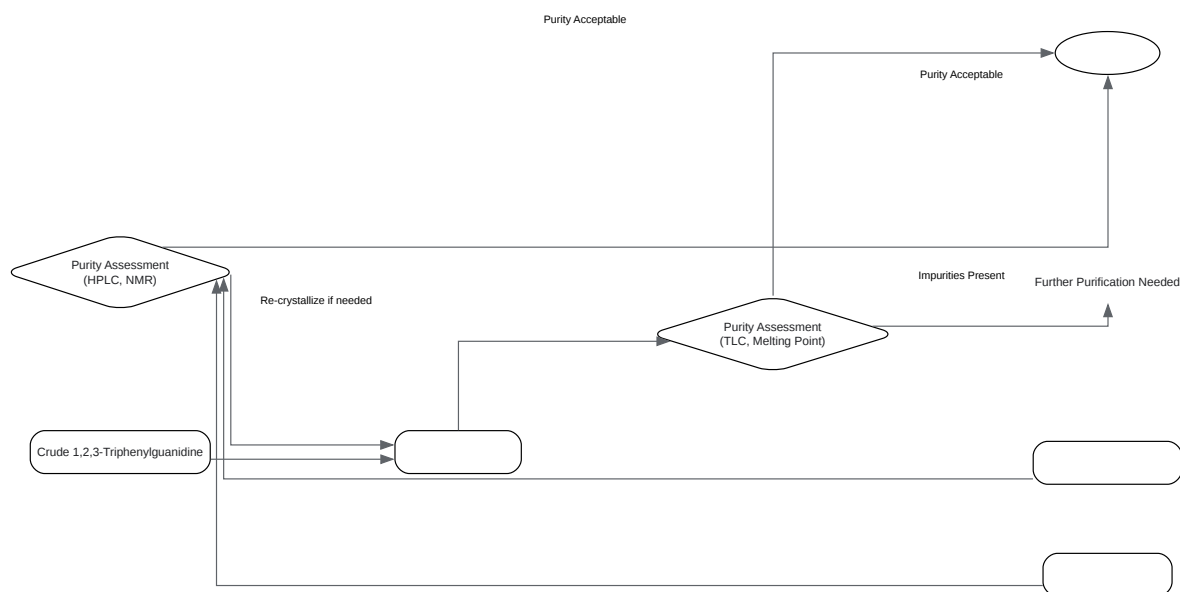 Purity Acceptable
Purity Acceptable
Purity Assessment
(HPLC, NMR)
Impurities Present
Further Purification Needed
Re-crystallize if needed
Purity Assessment
(TLC, Melting Point)
Crude 1,2,3-Triphenylguanidine